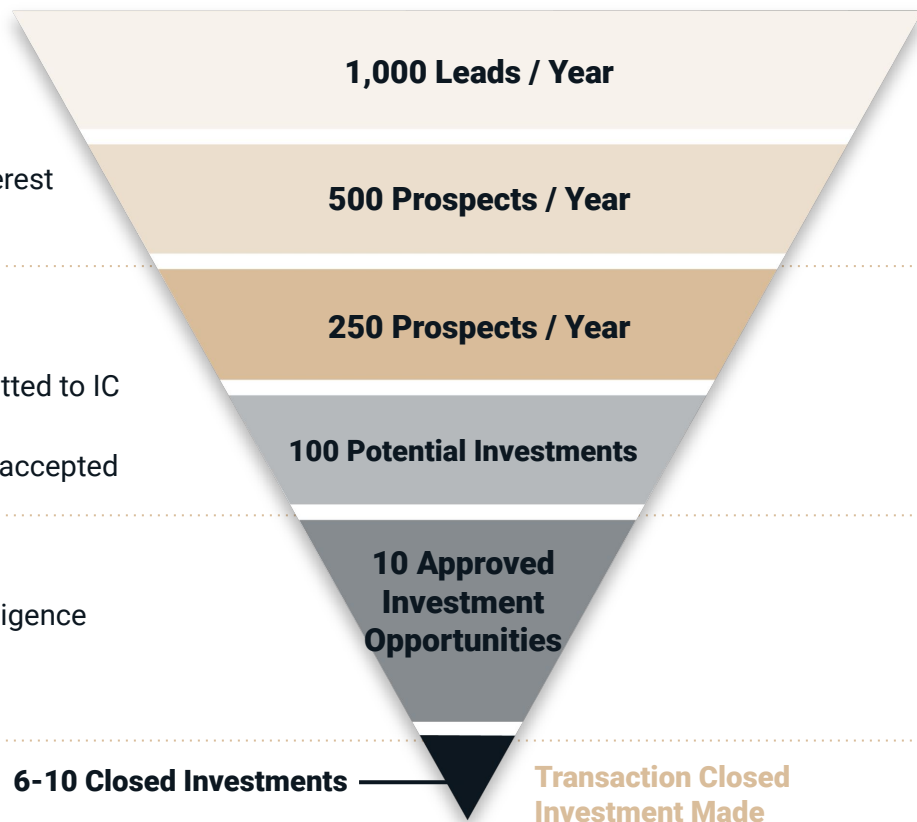 1,000 Leads / Year
erest
500 Prospects / Year
250 Prospects / Year
tted to IC
100 Potential Investments
accepted
10 Approved
Investment
Opportunities
igence
6-10 Closed Investments
Transaction Closed
Investment Made